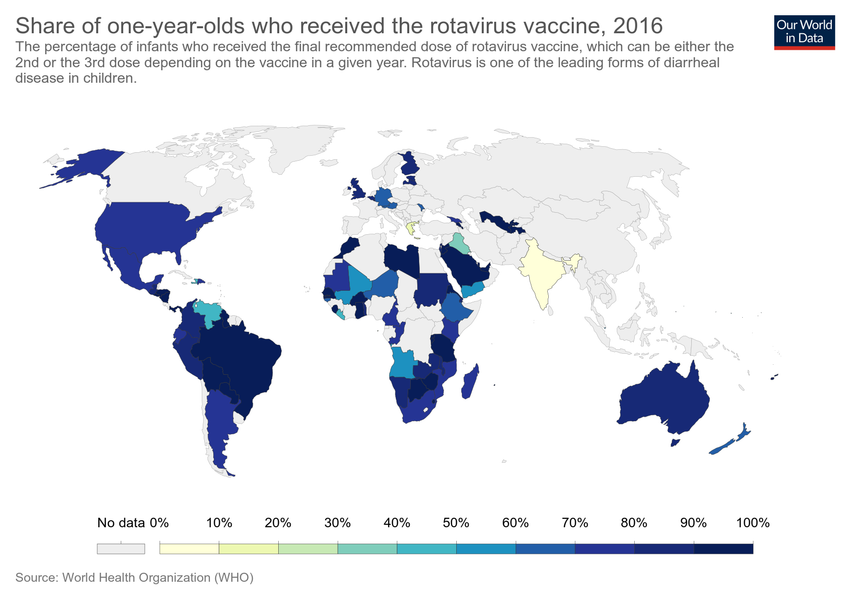 Share of one-year-olds who received the rotavirus vaccine, 2016
Our World
in Data
The percentage of infants who received the final recommended dose of rotavirus vaccine, which can be either the
2nd or the 3rd dose depending on the vaccine in a given year. Rotavirus is one of the leading forms of diarrheal
disease in children.
No data 0% 10% 20% 30% 40% 50% 60% 70% 80% 90% 100%
Source: World Health Organization (WHO)